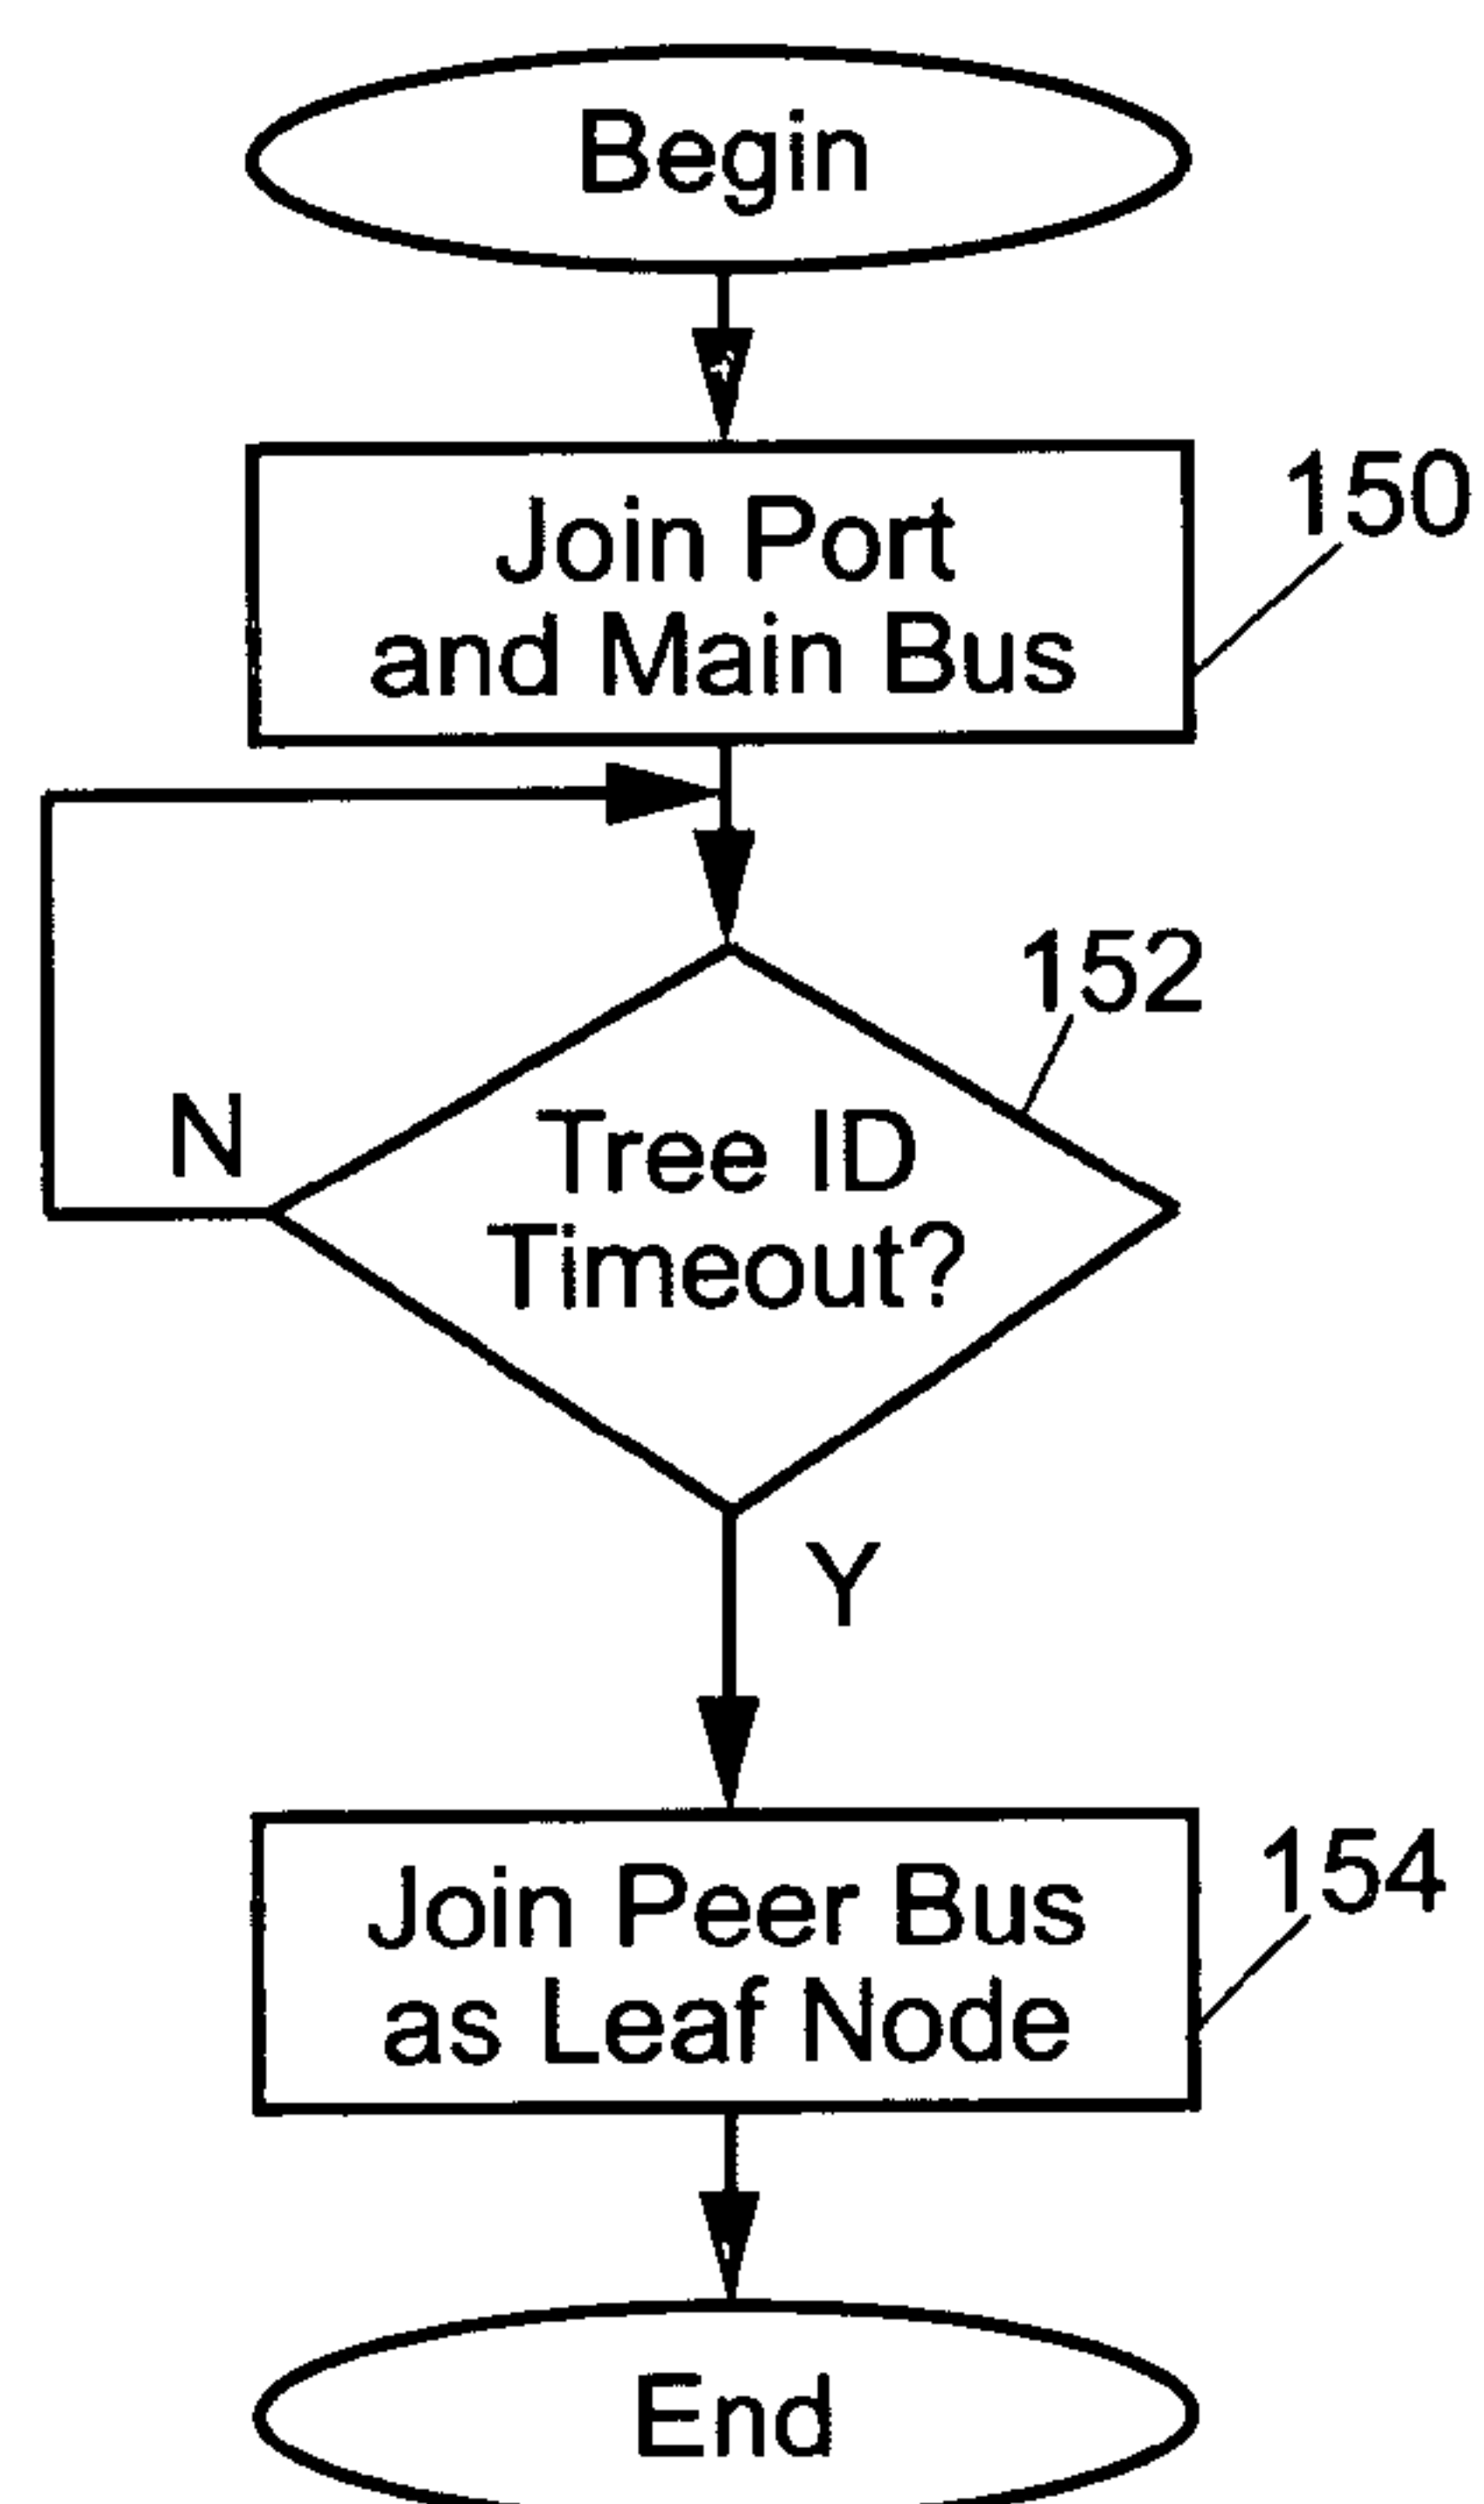 Begin
Join Port
and Main Bus
150
152
N
Tree ID
Timeout?
Y
Join Peer Bus
as Leaf Node
154
End